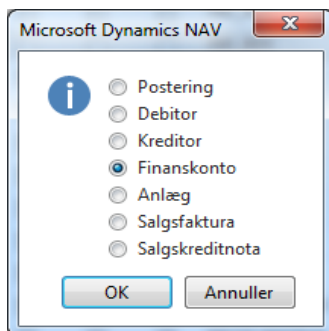 Microsoft Dynamics NAV
Postering
Debitor
Kreditor
Finanskonto
Anlæg
Salgsfaktura
Salgskreditnota
OK
Annuller